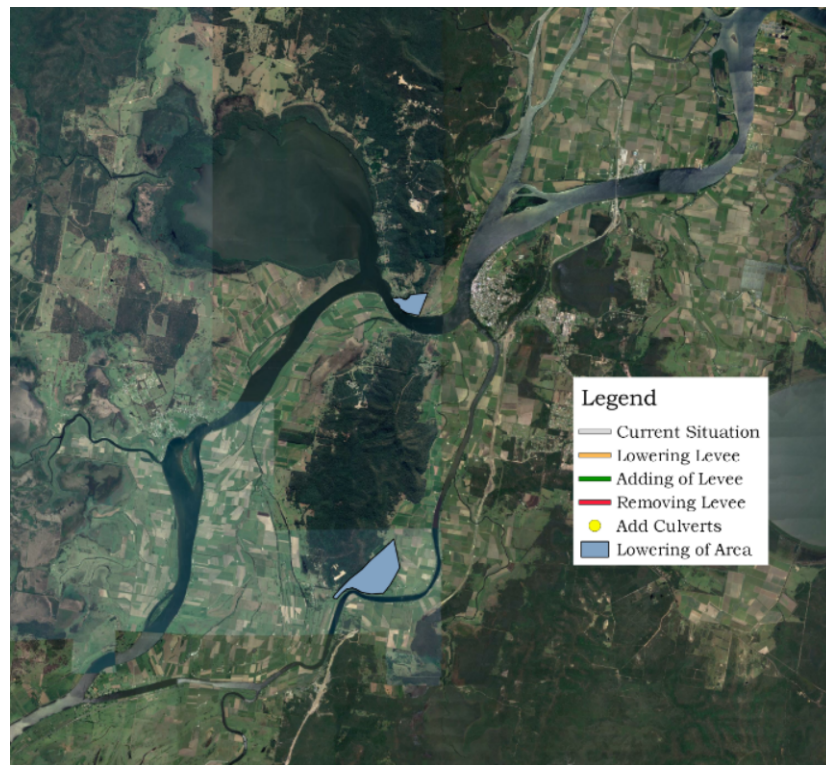 Legend
Current Situation
Lowering Levee
Adding of Levee
Removing Levee
Add Culverts
Lowering of Area